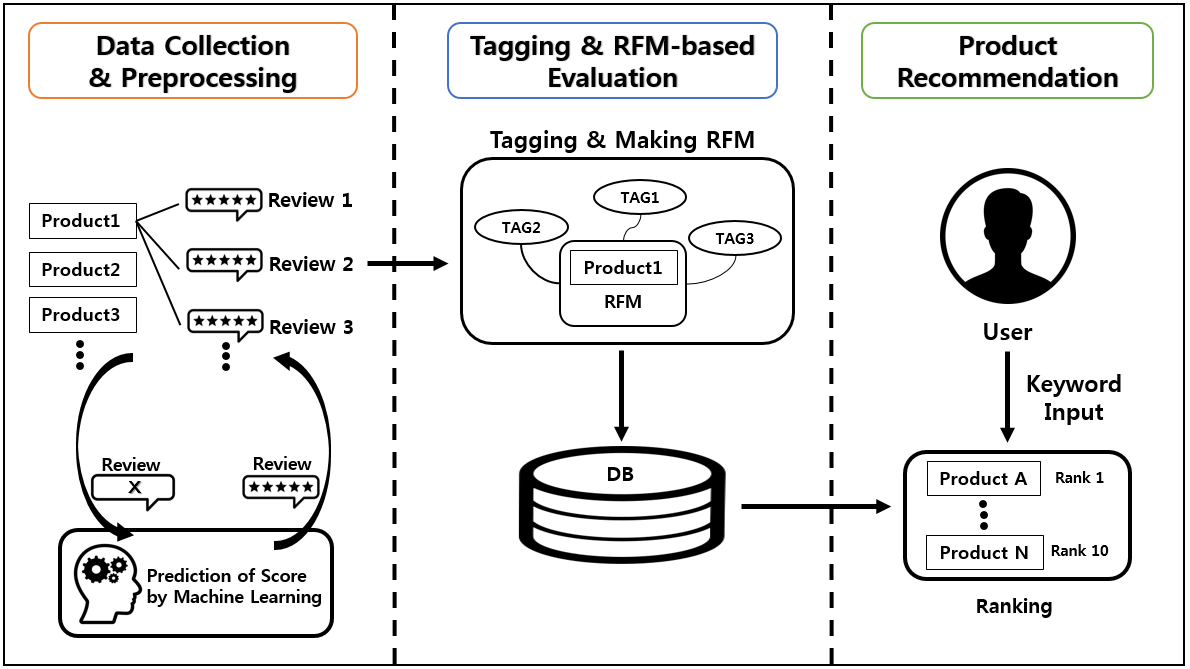 Data Collection
& Preprocessing
Product1
Product2
Product3
Review 1
Review 2
Review 3
Review
X
Review
Prediction of Score
by Machine Learning
Tagging & RFM-based
Evaluation
Tagging & Making RFM
TAG1
TAG2
TAG3
Product1
RFM
DB
Product
Recommendation
User
Keyword
Input
Product A
Rank 1
Product N
Rank 10
Ranking